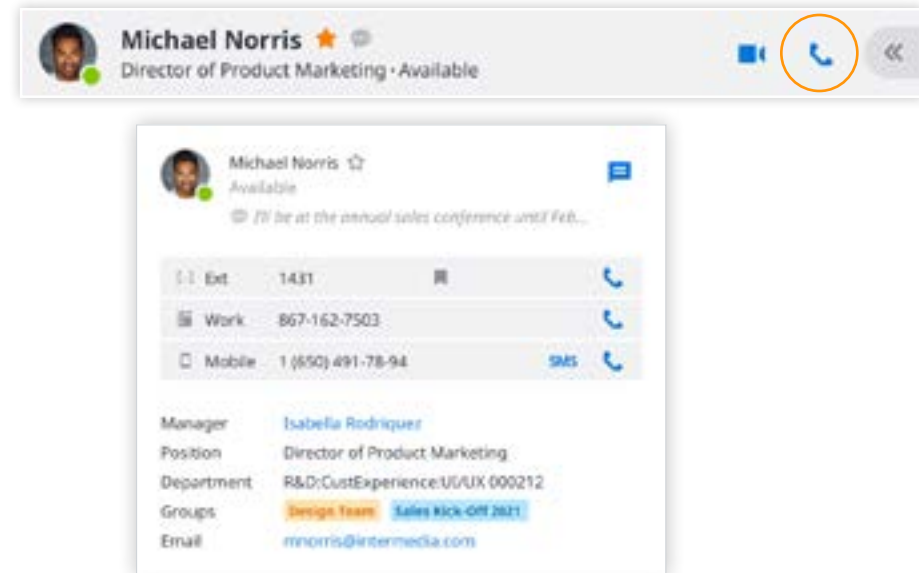 Michael Norris
Director of Product Marketing · Available
Michael Norris
Available
I'll be at the annual sales conference until Feb...
Ext 1431
Work 867-162-7503
Mobile 1 (650) 491-78-94 SMS
Manager Isabella Rodriquez
Position Director of Product Marketing
Department R&D:CustExperience:UI/UX 000212
Groups Design Team Sales Kick-Off 2021
Email mnorris@intermedia.com